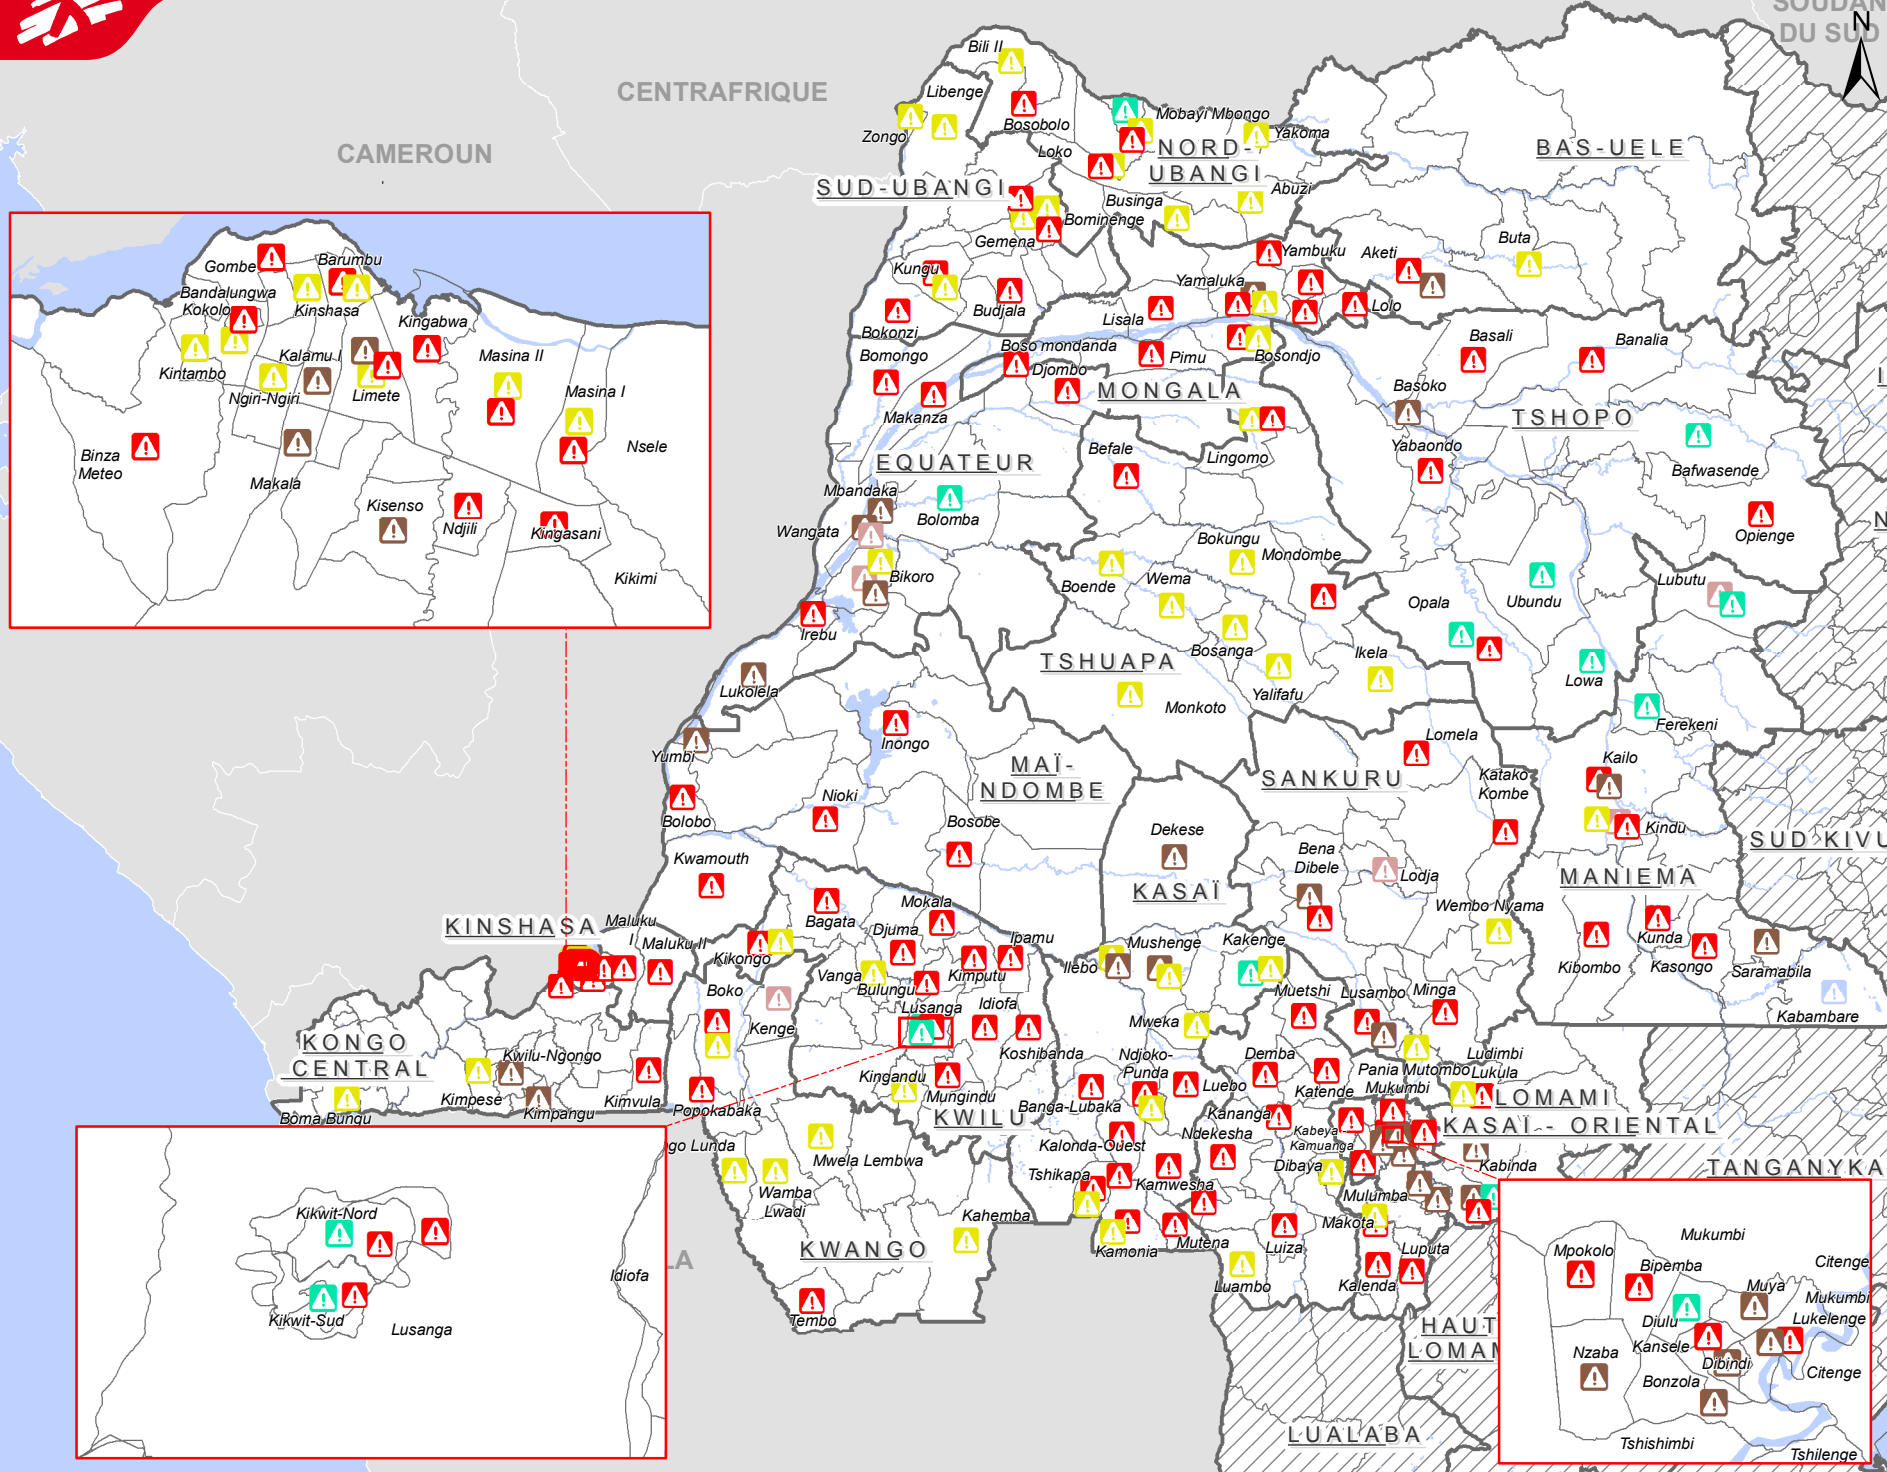 SOUDAN
DU SUD
N
CENTRAFRIQUE
CAMEROUN
Bili II
Libenge
Zongo
Bosobolo
Mobayi Mbongo
Yakoma
Loko
NORD-
UBANGI
BAS-UELE
SUD-UBANGI
Abuzi
Businga
Bominenge
Gemena
Yambuku
Aketi
Buta
Kungu
Yamaluka
Budjala
Lisala
Lolo
Bokonzi
Bomongo
Boso mondanda
Pimu
Bosondjo
Basali
Banalia
Djombo
Makanza
MONGALA
Basoko
TSHOPO
Befale
Lingomo
Yabaondo
Bafwasende
EQUATEUR
Mbandaka
Bolomba
Wangata
Opienge
Bokungu
Mondombe
Bikoro
Boende
Wema
Lubutu
Opala
Ubundu
Irebu
Bosanga
Ikela
TSHUAPA
Yalifafu
Lowa
Lukolela
Monkoto
Ferekeni
Inongo
Lomela
Yumbi
MAÏ-
NDOMBE
SANKURU
Kailo
Katako
Kombe
Nioki
Bolobo
Bosobe
Dekese
Kindu
SUD KIVU
Bena
Dibele
Kwamouth
Lodja
KASAÏ
MANIEMA
Mokala
Bagata
Wembo Nyama
KINSHASA
Maluku
I
Maluku II
Djuma
Ipamu
Mushenge
Kakenge
Kunda
Kikongo
Ilebo
Kibombo
Kasongo
Saramabila
Vanga
Kimputu
Bulungu
Boko
Muetshi
Lusambo
Minga
Lusanga
Idiofa
Kabambare
Kenge
Mweka
KONGO
CENTRAL
Kwilu-Ngongo
Koshibanda
Ndjoko-
Punda
Demba
Ludimbi
Lukula
Pania Mutombo
Mukumbi
Kingandu
Luebo
Katende
Kimpese
Kimvula
Mungindu
Banga-Lubaka
Kananga
LOMAMI
Boma Bungu
Kimpangu
Popokabaka
KWILU
KASAÏ - ORIENTAL
Kabeya
Kamuanga
Kalonda-Ouest
Ndekesha
go Lunda
Mwela Lembwa
Dibaya
Kabinda
TANGANYKA
Tshikapa
Kamwesha
Wamba
Lwadi
Mulumba
Kahemba
Makota
KWANGO
Kamonia
Mutena
Luiza
Luputa
LA
Luambo
Kalenda
Tembo
HAUT
LOMAM
LUALABA
Gombe
Barumbu
Bandalungwa
Kokolo
Kinshasa
Kingabwa
Kalamu I
Masina II
Kintambo
Ngiri-Ngiri
Limete
Masina I
Binza
Meteo
Nsele
Makala
Kisenso
Ndjili
Kingasani
Kikimi
Kikwit-Nord
Idiofa
Kikwit-Sud
Lusanga
Mukumbi
Mpokolo
Bipemba
Citenge
Muya
Mukumbi
Diulu
Lukelenge
Kansele
Nzaba
Dibindi
Bonzola
Citenge
Tshishimbi
Tshilenge